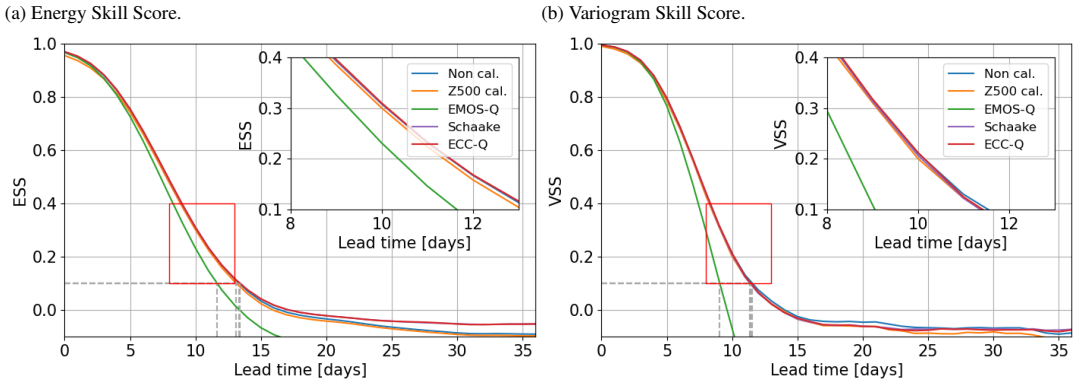 (a) Energy Skill Score.
1.0
0.8
0.6
0.4
0.2
0.0
ESS
0 5 10 15 20 25 30 35
Lead time [days]
0.4
0.3
0.2
0.1
ESS
8 10 12
Lead time [days]
Non cal.
Z500 cal.
EMOS-Q
Schaake
ECC-Q
(b) Variogram Skill Score.
1.0
0.8
0.6
0.4
0.2
0.0
VSS
0 5 10 15 20 25 30 35
Lead time [days]
0.4
0.3
0.2
0.1
VSS
8 10 12
Lead time [days]
Non cal.
Z500 cal.
EMOS-Q
Schaake
ECC-Q